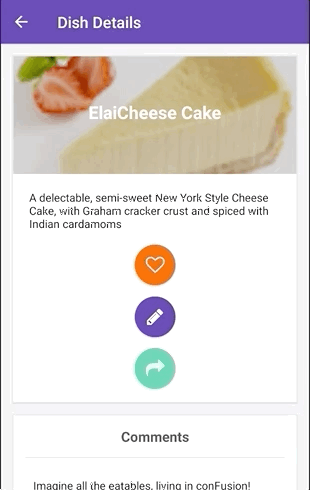 Dish Details
ElaiCheese Cake
A delectable, semi-sweet New York Style Cheese
Cake, with Graham cracker crust and spiced with
Indian cardamoms
Comments
Imagine all the eatables, living in conFusion!